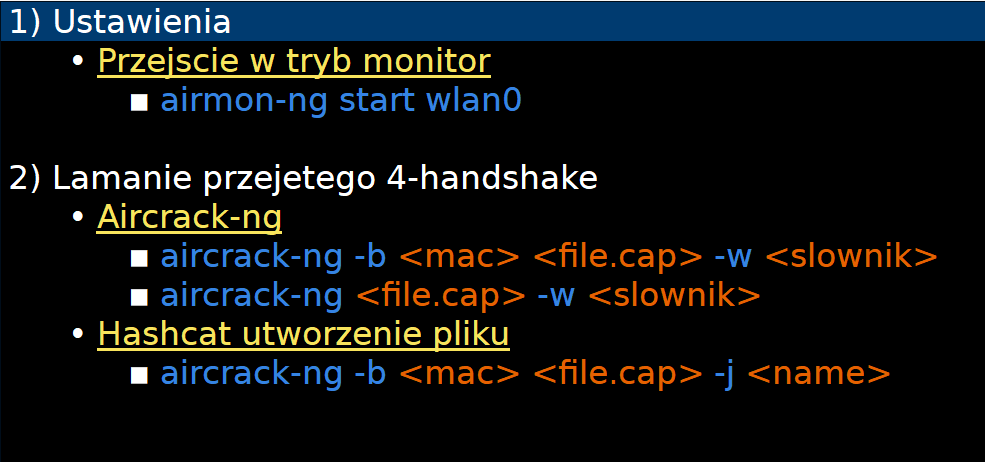 1) Ustawienia
• Przejscie w tryb monitor
▪ airmon-ng start wlan0
2) Lamanie przejetego 4-handshake
• Aircrack-ng
▪ aircrack-ng -b <mac> <file.cap> -w <slownik>
▪ aircrack-ng <file.cap> -w <slownik>
• Hashcat utworzenie pliku
▪ aircrack-ng -b <mac> <file.cap> -j <name>